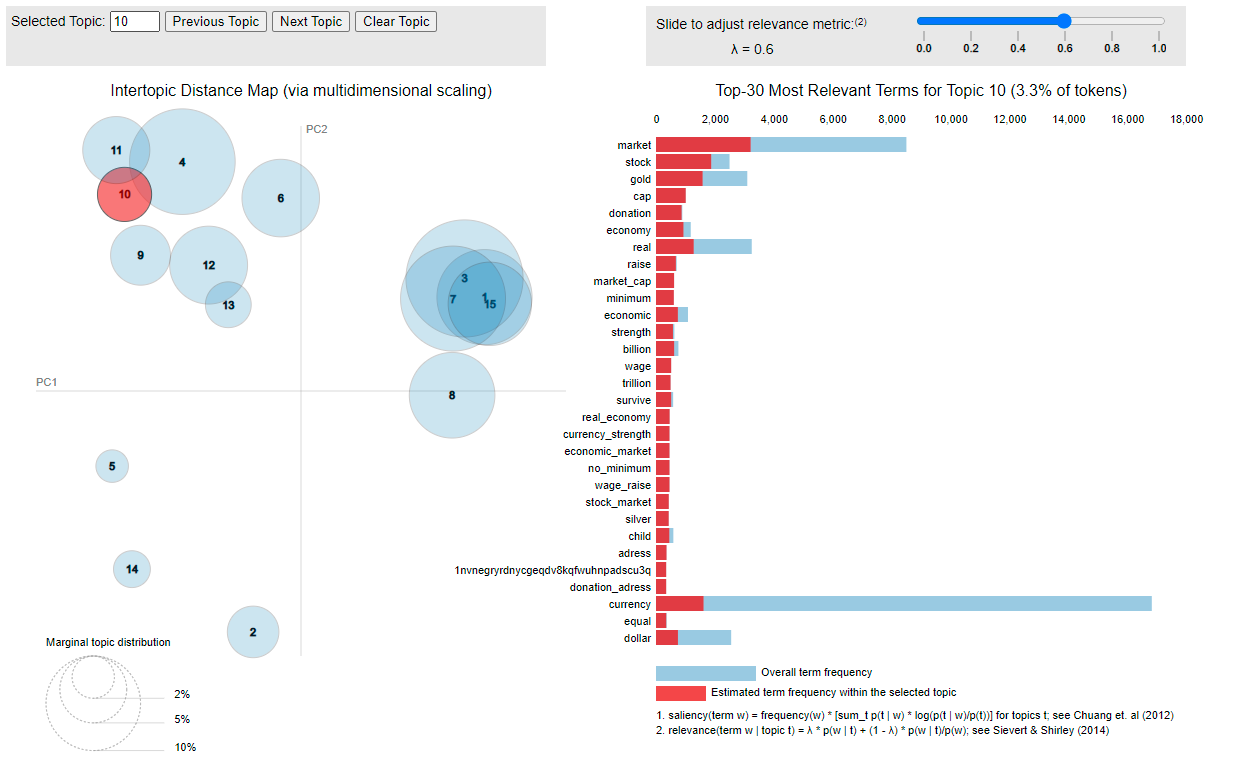 Selected Topic: 10 Previous Topic Next Topic Clear Topic
Slide to adjust relevance metric:(2)
λ = 0.6
0.0 0.2 0.4 0.6 0.8 1.0
Intertopic Distance Map (via multidimensional scaling)
PC2
PC1
11
4
10
6
9
12
13
3
7
1
15
8
5
14
2
Marginal topic distribution
2%
5%
10%
Top-30 Most Relevant Terms for Topic 10 (3.3% of tokens)
0 2,000 4,000 6,000 8,000 10,000 12,000 14,000 16,000 18,000
market
stock
gold
cap
donation
economy
real
raise
market_cap
minimum
economic
strength
billion
wage
trillion
survive
real_economy
currency_strength
economic_market
no_minimum
wage_raise
stock_market
silver
child
adress
1nvnegryrdnycgeqdv8kqfwuhnpadscu3q
donation_adress
currency
equal
dollar
Overall term frequency
Estimated term frequency within the selected topic
1. saliency(term w) = frequency(w) * [sum_t p(t | w) * log(p(t | w)/p(t))] for topics t; see Chuang et. al (2012)
2. relevance(term w | topic t) = λ * p(w | t) + (1 - λ) * p(w | t)/p(w); see Sievert & Shirley (2014)